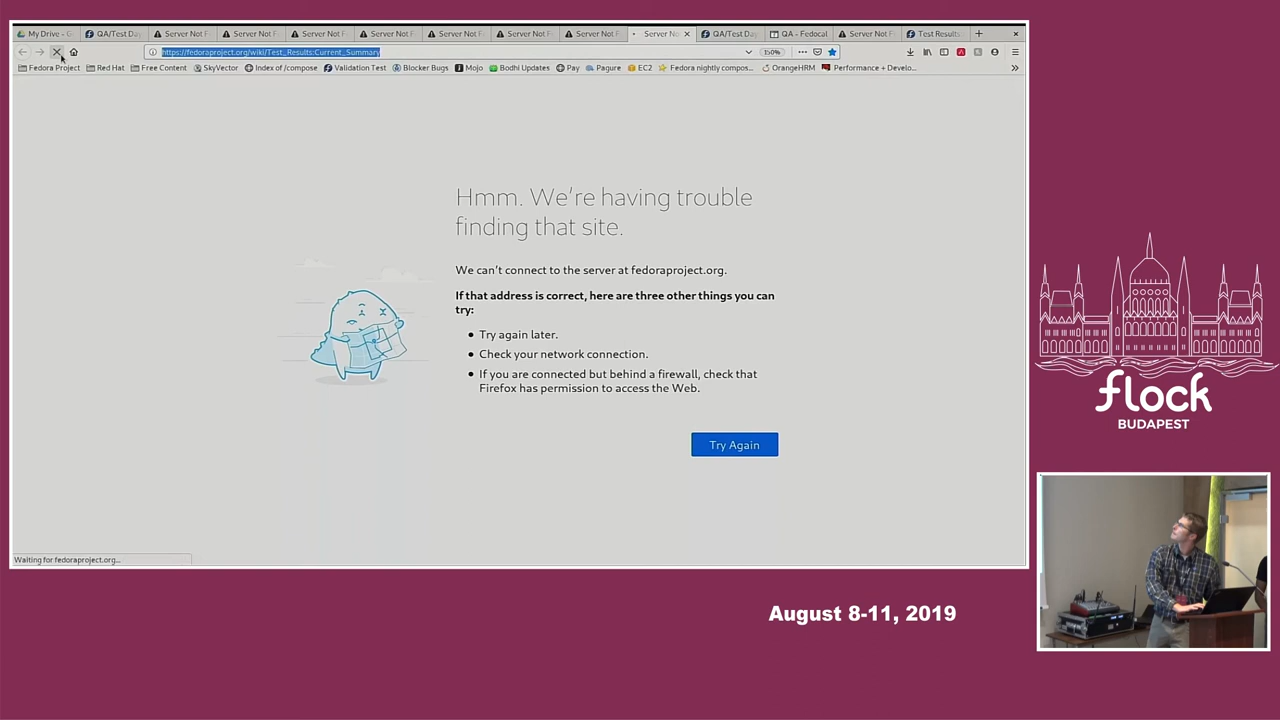 My Drive - G
QA/Test Day
Server Not F
Server Not F
Server Not F
Server Not F
Server Not F
Server Not F
Server Not F
Server No
QA/Test Day
QA - Fedocal
Server Not F
Test Results:
https://fedoraproject.org/wiki/Test_Results:Current_Summary
150%
Fedora Project
Red Hat
Free Content
SkyVector
Index of /compose
Validation Test
Blocker Bugs
Mojo
Bodhi Updates
Pay
Pagure
EC2
Fedora nightly compos...
OrangeHRM
Performance + Develo...
Hmm. We're having trouble
finding that site.
We can't connect to the server at fedoraproject.org.
If that address is correct, here are three other things you can
try:
Try again later.
Check your network connection.
If you are connected but behind a firewall, check that
Firefox has permission to access the Web.
Try Again
Waiting for fedoraproject.org...
flock
BUDAPEST
August 8-11, 2019